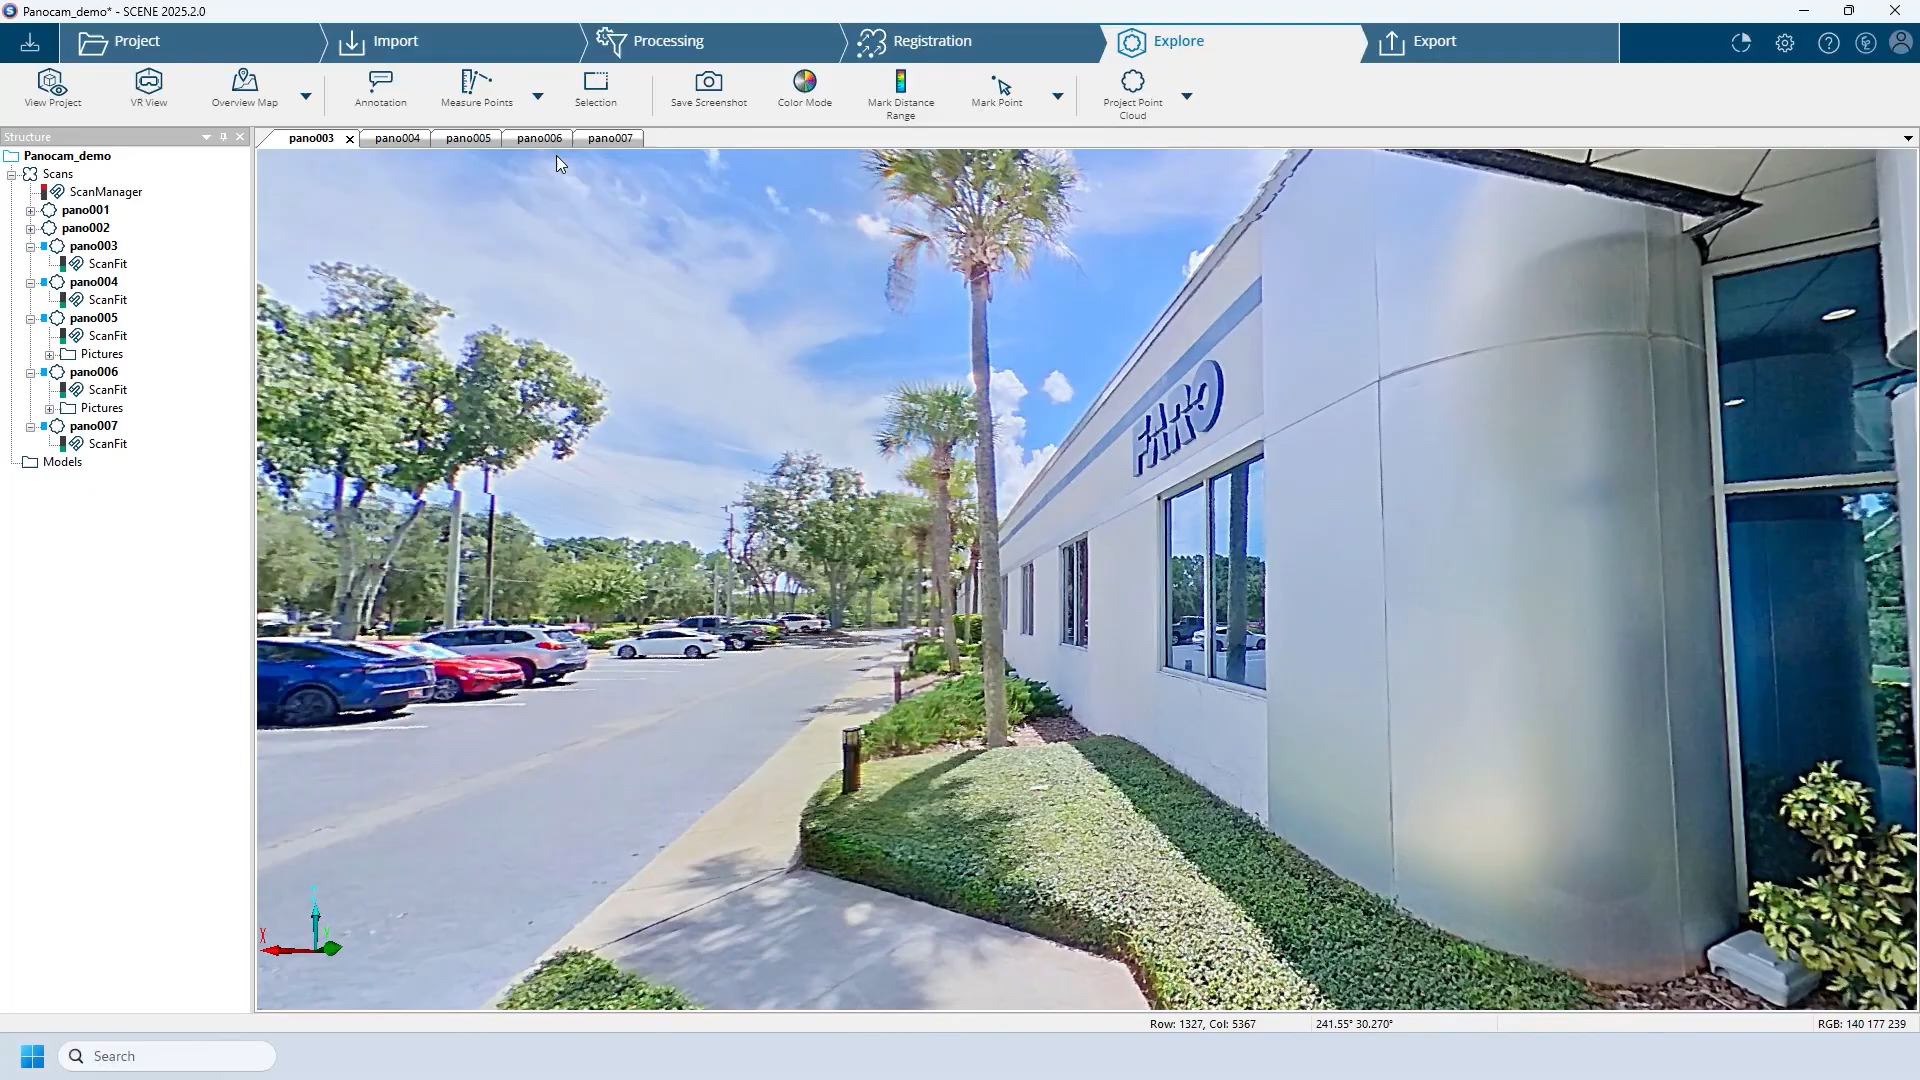 Panocam_demo* - SCENE 2025.2.0
Project
Import
Processing
Registration
Explore
Export
View Project
VR View
Overview Map
Annotation
Measure Points
Selection
Save Screenshot
Color Mode
Mark Distance
Range
Mark Point
Project Point
Cloud
Structure
pano003
pano004
pano005
pano006
pano007
Panocam_demo
Scans
ScanManager
pano001
pano002
pano003
ScanFit
pano004
ScanFit
pano005
ScanFit
Pictures
pano006
ScanFit
Pictures
pano007
ScanFit
Models
FARO
X
Y
Row: 1327, Col: 5367
241.55° 30.270°
RGB: 140 177 239
Search